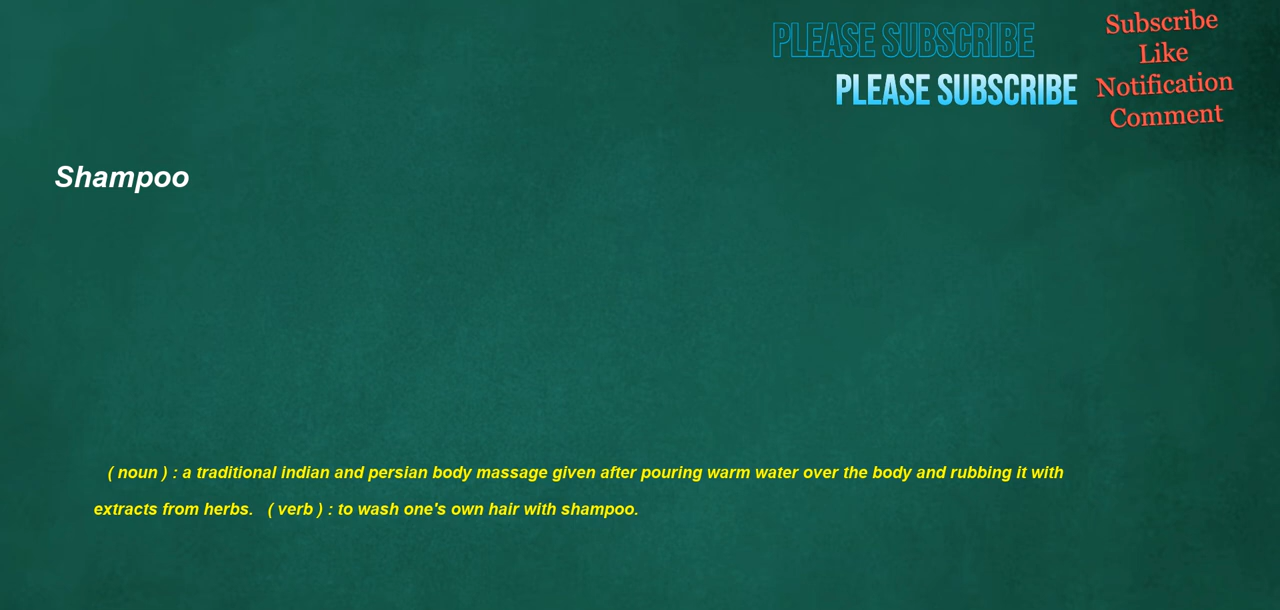 PLEASE SUBSCRIBE
PLEASE SUBSCRIBE
Subscribe
Like
Notification
Comment
Shampoo
( noun ) : a traditional indian and persian body massage given after pouring warm water over the body and rubbing it with
extracts from herbs. ( verb ) : to wash one's own hair with shampoo.